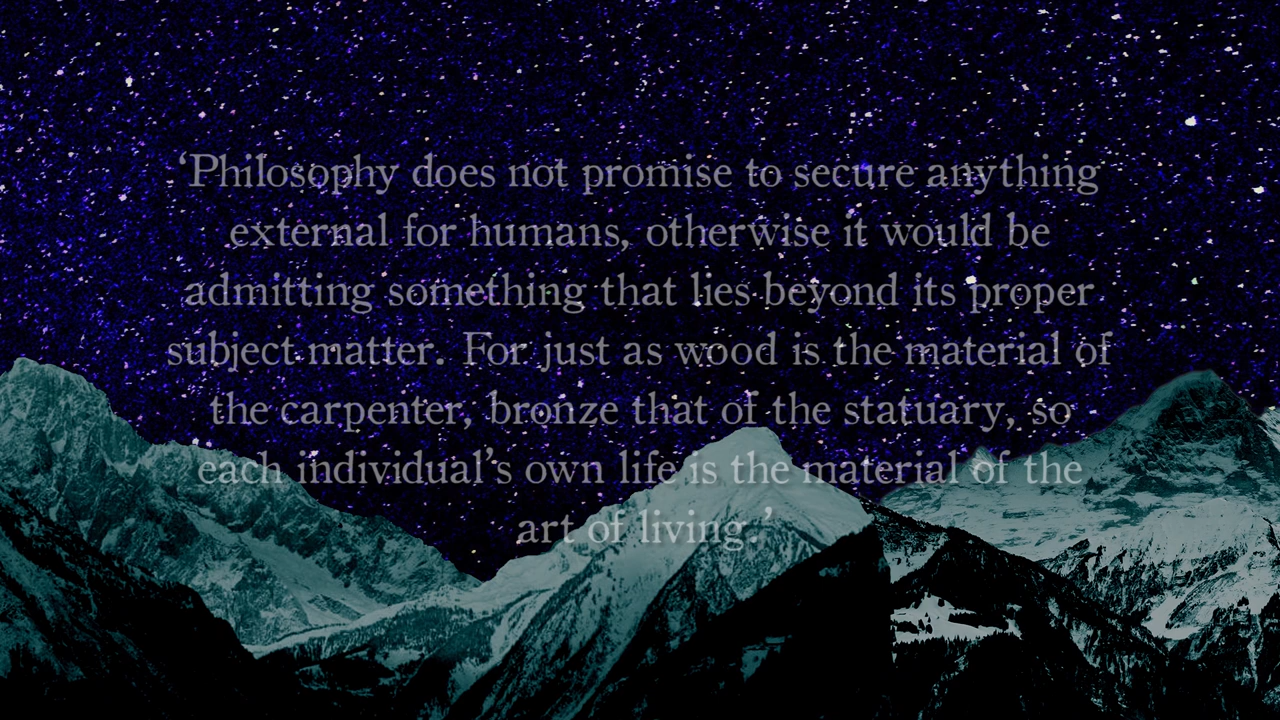 ‘Philosophy does not promise to secure anything
external for humans, otherwise it would be
admitting something that lies beyond its proper
subject-matter. For just as wood is the material of
the carpenter, bronze that of the statuary, so
each individual’s own life is the material of the
art of living.’